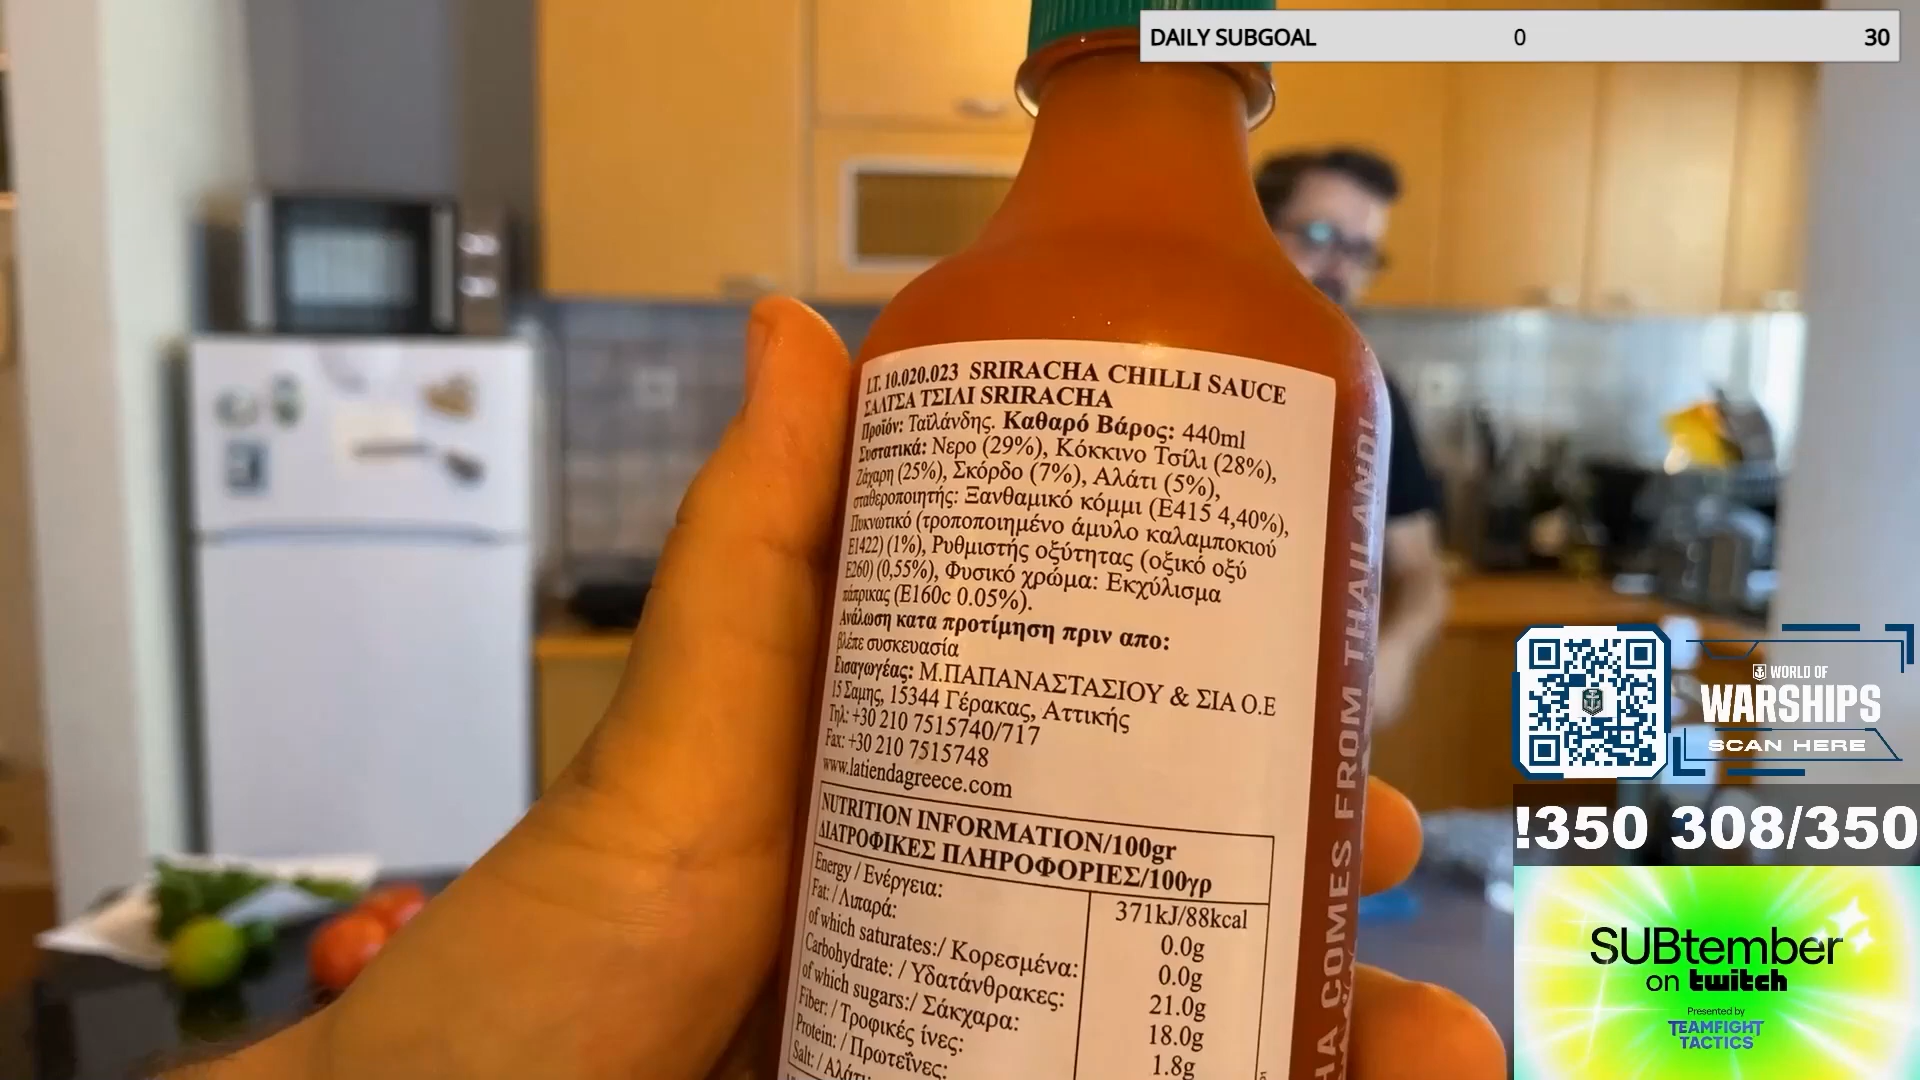 DAILY SUBGOAL 0 30
LT. 10.020.023 SRIRACHA CHILLI SAUCE
ΣΑΛΤΣΑ ΤΣΙΛΙ SRIRACHA
Προϊόν: Ταϊλάνδης. Καθαρό Βάρος: 440ml
Συστατικά: Νερο (29%), Κόκκινο Τσίλι (28%),
Ζάχαρη (25%), Σκόρδο (7%), Αλάτι (5%),
σταθεροποιητής: Ξανθαμικό κόμμι (E415 4,40%),
Πυκνωτικό (τροποποιημένο άμυλο καλαμποκιού
E1422) (1%), Ρυθμιστής οξύτητας (οξικό οξύ
E260) (0,55%), Φυσικό χρώμα: Εκχύλισμα
πάπρικας (E160c 0.05%).
Ανάλωση κατα προτίμηση πριν απο:
βλέπε συσκευασία
Εισαγωγέας: Μ.ΠΑΠΑΝΑΣΤΑΣΙΟΥ & ΣΙΑ Ο.Ε
15 Σαμης, 15344 Γέρακας, Αττικής
Τηλ: +30 210 7515740/717
Fax: +30 210 7515748
www.latiendagreece.com
NUTRITION INFORMATION/100gr
ΔΙΑΤΡΟΦΙΚΕΣ ΠΛΗΡΟΦΟΡΙΕΣ/100γρ
Energy / Ενέργεια: 371kJ/88kcal
Fat: / Λιπαρά: 0.0g
of which saturates:/ Κορεσμένα: 0.0g
Carbohydrate: / Υδατάνθρακες: 21.0g
of which sugars:/ Σάκχαρα: 18.0g
Fiber: / Τροφικές ίνες: 1.8g
Protein: / Πρωτεΐνες:
Salt: / Αλάτι:
HA COMES FROM THAILAND!
WORLD OF
WARSHIPS
SCAN HERE
!350 308/350
SUBtember
on twitch
Presented by
TEAMFIGHT
TACTICS